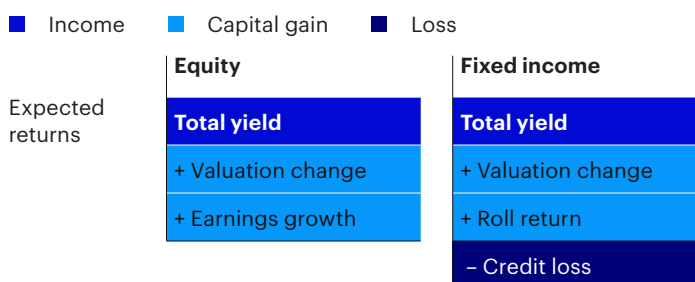 Income Capital gain Loss
Equity Fixed income
Expected
returns
Total yield Total yield
+ Valuation change + Valuation change
+ Earnings growth + Roll return
– Credit loss